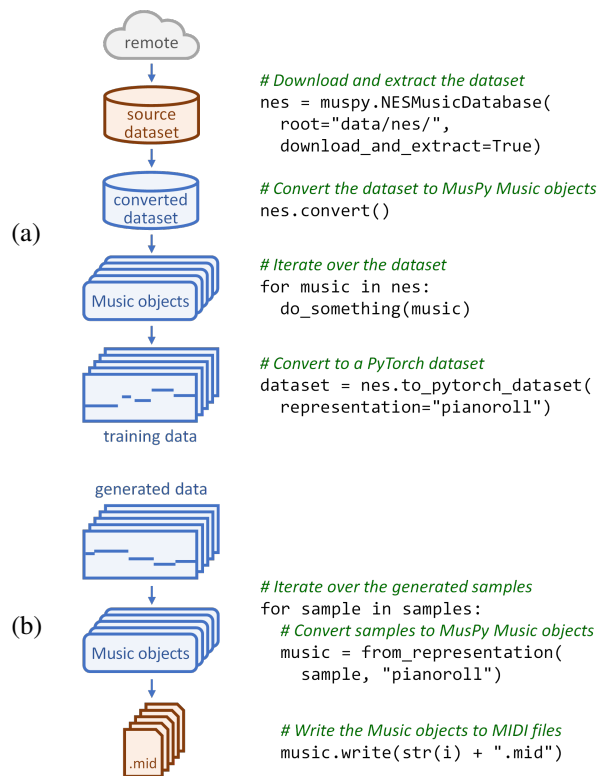 remote
source
dataset
# Download and extract the dataset
nes = muspy.NESMusicDatabase(
  root="data/nes/",
  download_and_extract=True)
converted
dataset
# Convert the dataset to MusPy Music objects
nes.convert()
(a)
Music objects
# Iterate over the dataset
for music in nes:
  do_something(music)
training data
# Convert to a PyTorch dataset
dataset = nes.to_pytorch_dataset(
  representation="pianoroll")
generated data
(b)
Music objects
# Iterate over the generated samples
for sample in samples:
  # Convert samples to MusPy Music objects
  music = from_representation(
    sample, "pianoroll")
.mid
  # Write the Music objects to MIDI files
  music.write(str(i) + ".mid")